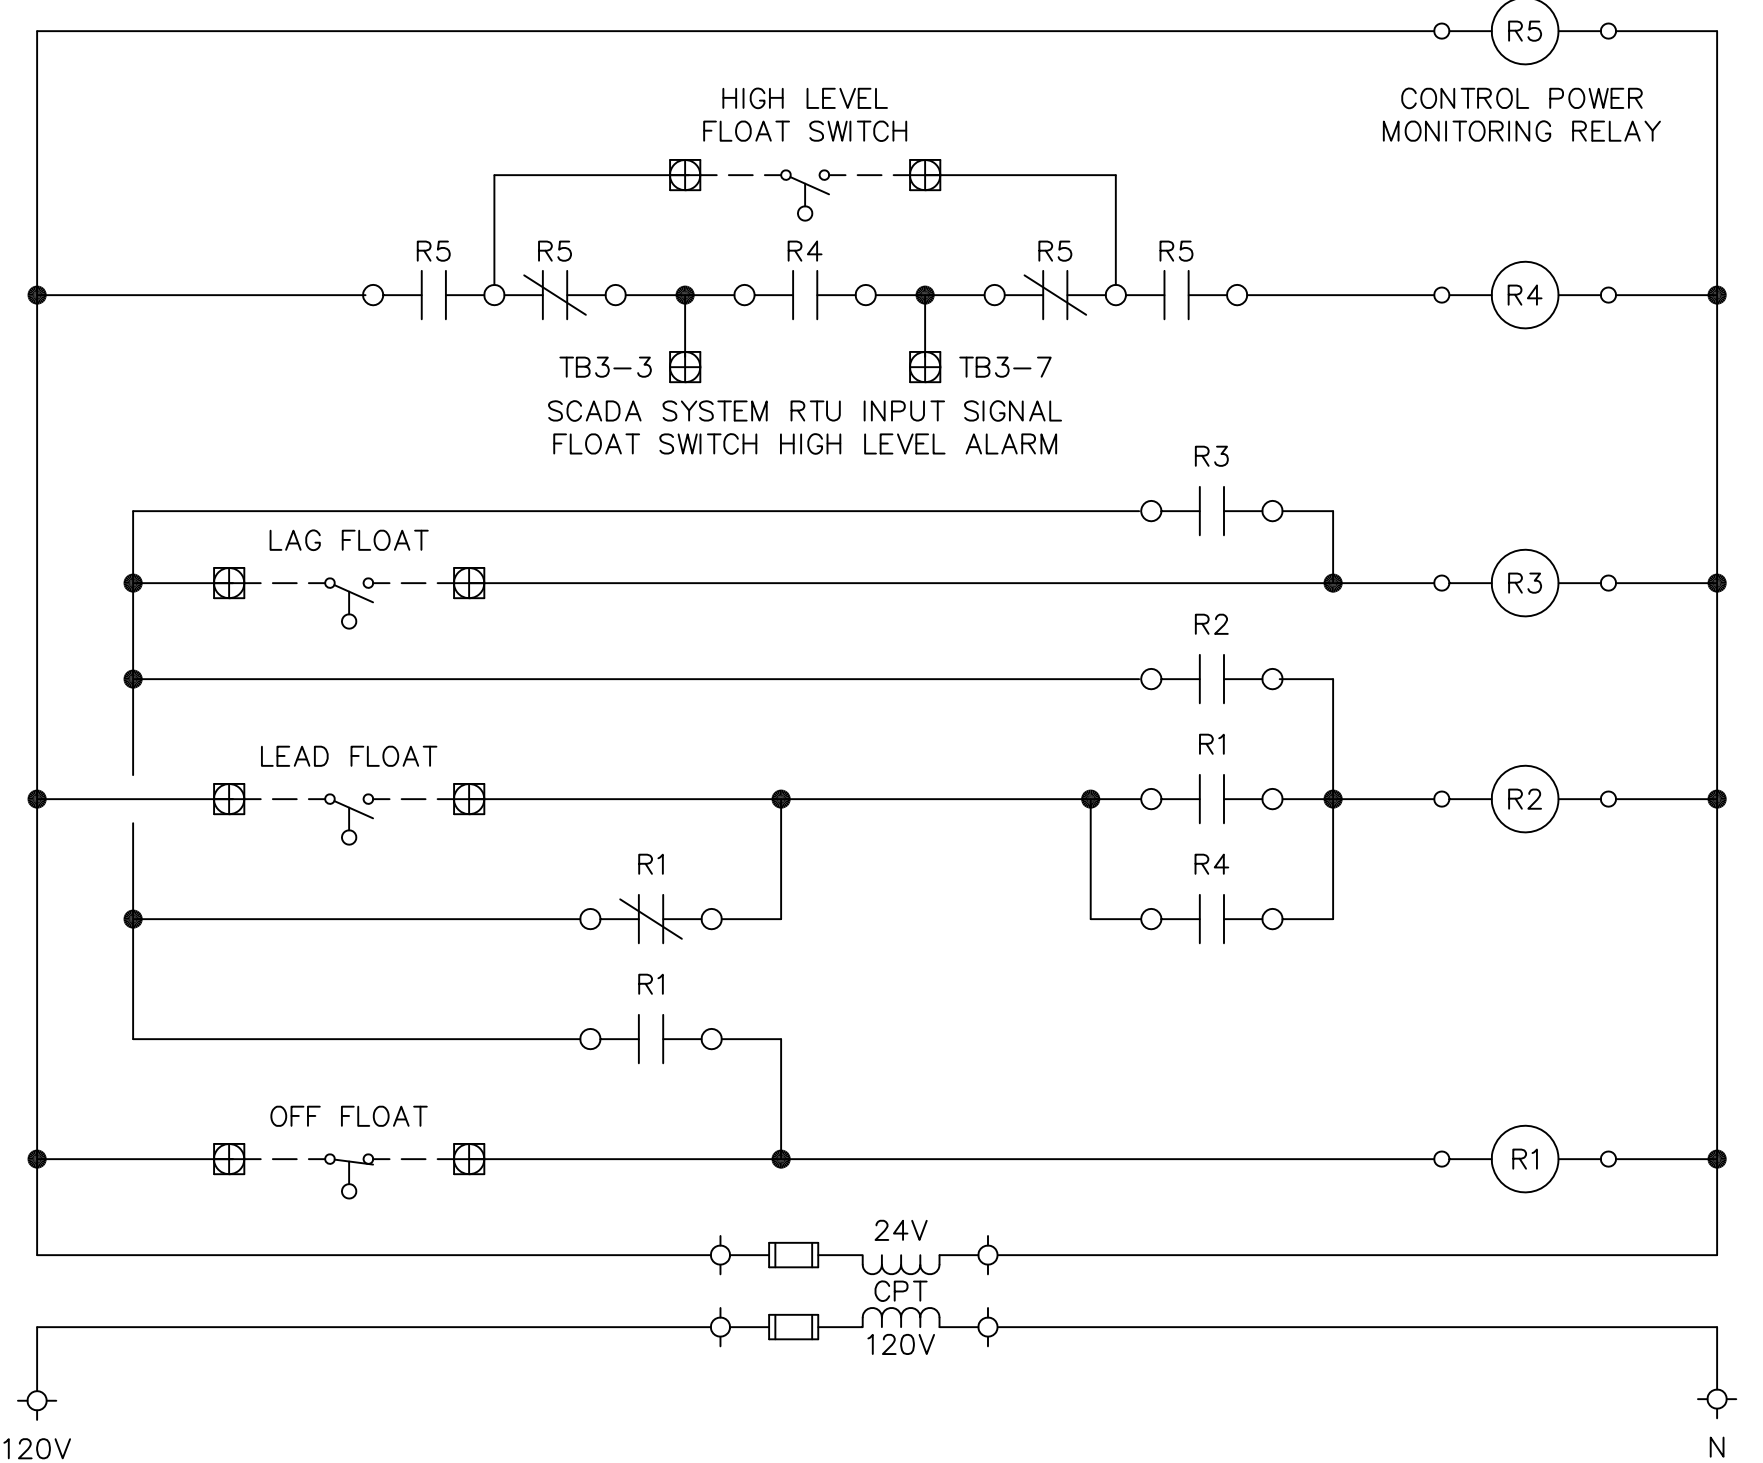 R5
CONTROL POWER
MONITORING RELAY
HIGH LEVEL
FLOAT SWITCH
R5
R5
R4
R5
R5
R4
TB3-3
TB3-7
SCADA SYSTEM RTU INPUT SIGNAL
FLOAT SWITCH HIGH LEVEL ALARM
R3
LAG FLOAT
R3
R2
R1
LEAD FLOAT
R2
R1
R4
R1
OFF FLOAT
R1
24V
CPT
120V
120V
N